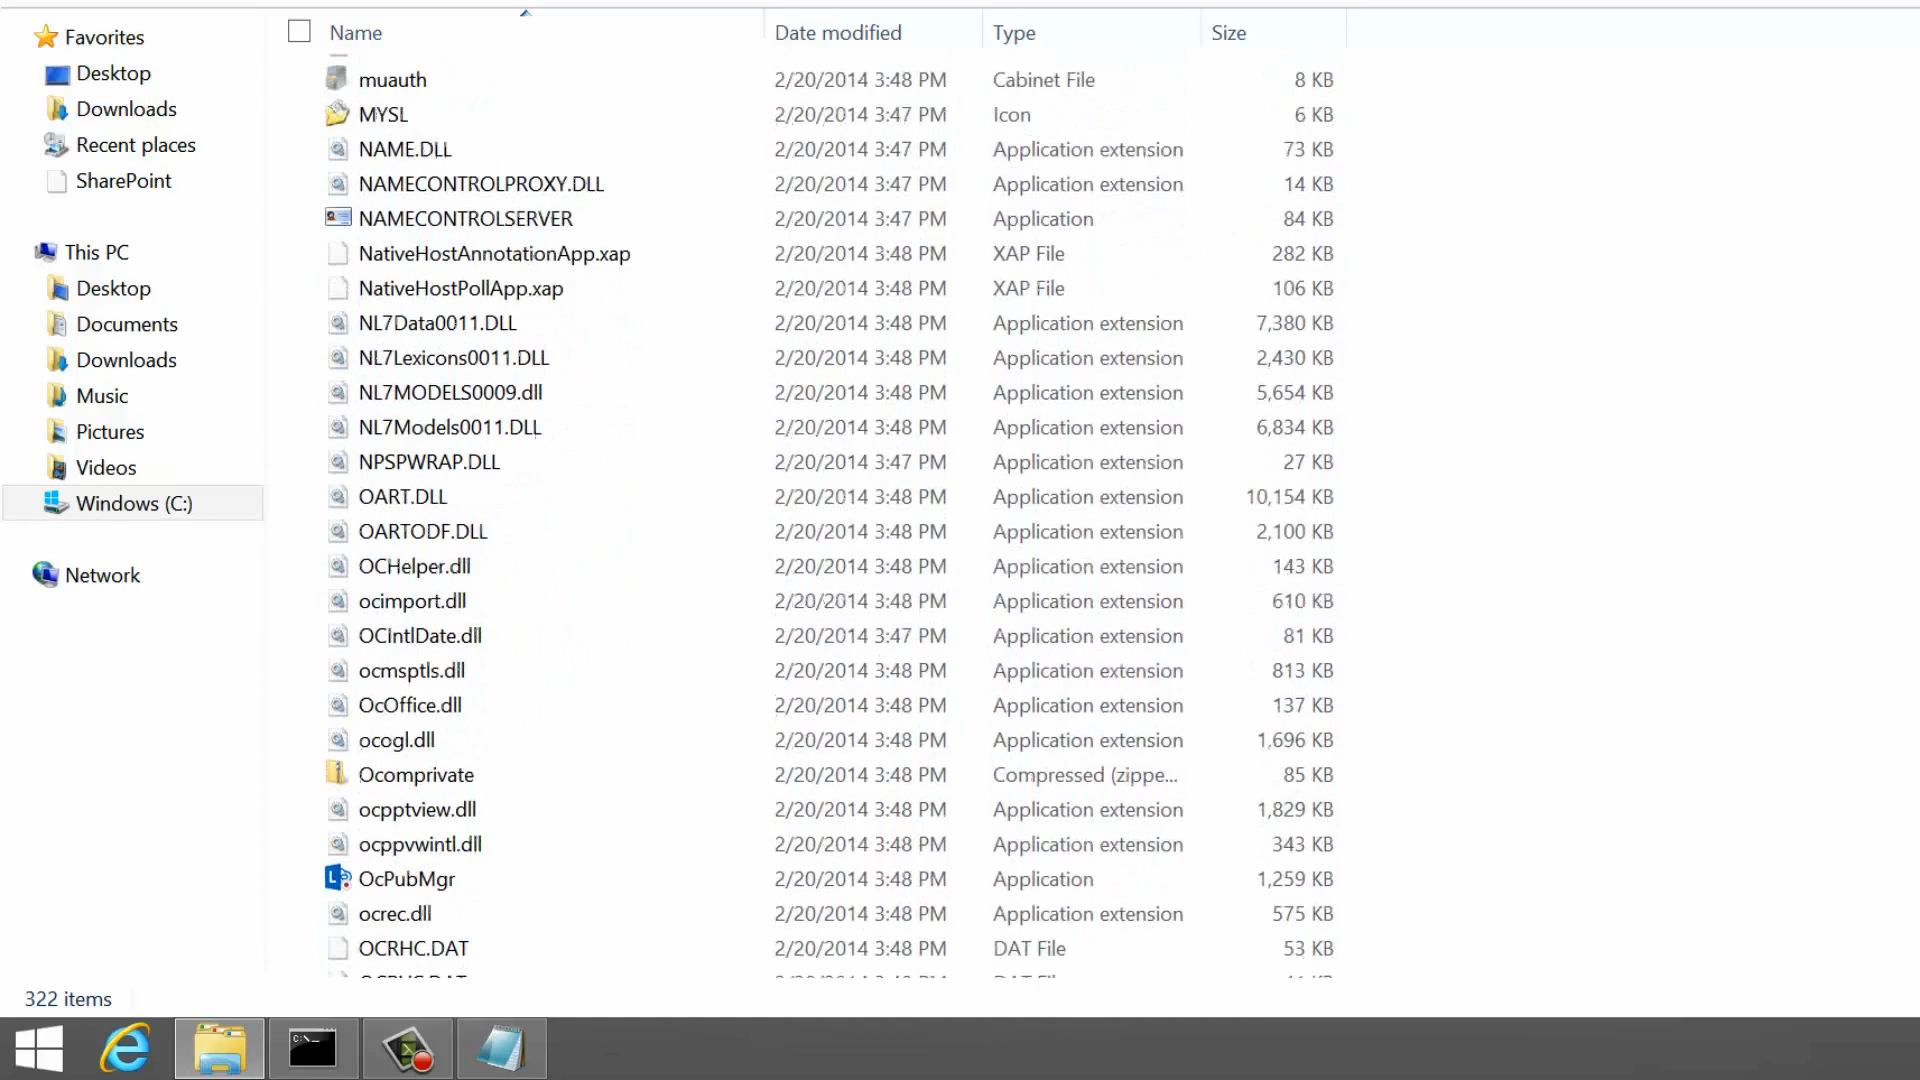 Name Date modified Type Size
Favorites
Desktop
Downloads
Recent places
SharePoint
This PC
Desktop
Documents
Downloads
Music
Pictures
Videos
Windows (C:)
Network
muauth 2/20/2014 3:48 PM Cabinet File 8 KB
MYSL 2/20/2014 3:47 PM Icon 6 KB
NAME.DLL 2/20/2014 3:47 PM Application extension 73 KB
NAMECONTROLPROXY.DLL 2/20/2014 3:47 PM Application extension 14 KB
NAMECONTROLSERVER 2/20/2014 3:47 PM Application 84 KB
NativeHostAnnotationApp.xap 2/20/2014 3:48 PM XAP File 282 KB
NativeHostPollApp.xap 2/20/2014 3:48 PM XAP File 106 KB
NL7Data0011.DLL 2/20/2014 3:48 PM Application extension 7,380 KB
NL7Lexicons0011.DLL 2/20/2014 3:48 PM Application extension 2,430 KB
NL7MODELS0009.dll 2/20/2014 3:48 PM Application extension 5,654 KB
NL7Models0011.DLL 2/20/2014 3:48 PM Application extension 6,834 KB
NPSPWRAP.DLL 2/20/2014 3:47 PM Application extension 27 KB
OART.DLL 2/20/2014 3:48 PM Application extension 10,154 KB
OARTODF.DLL 2/20/2014 3:48 PM Application extension 2,100 KB
OCHelper.dll 2/20/2014 3:48 PM Application extension 143 KB
ocimport.dll 2/20/2014 3:48 PM Application extension 610 KB
OCIntlDate.dll 2/20/2014 3:47 PM Application extension 81 KB
ocmsptls.dll 2/20/2014 3:48 PM Application extension 813 KB
OcOffice.dll 2/20/2014 3:48 PM Application extension 137 KB
ocogl.dll 2/20/2014 3:48 PM Application extension 1,696 KB
Ocomprivate 2/20/2014 3:48 PM Compressed (zippe... 85 KB
ocpptview.dll 2/20/2014 3:48 PM Application extension 1,829 KB
ocppvwintl.dll 2/20/2014 3:48 PM Application extension 343 KB
OcPubMgr 2/20/2014 3:48 PM Application 1,259 KB
ocrec.dll 2/20/2014 3:48 PM Application extension 575 KB
OCRHC.DAT 2/20/2014 3:48 PM DAT File 53 KB
322 items